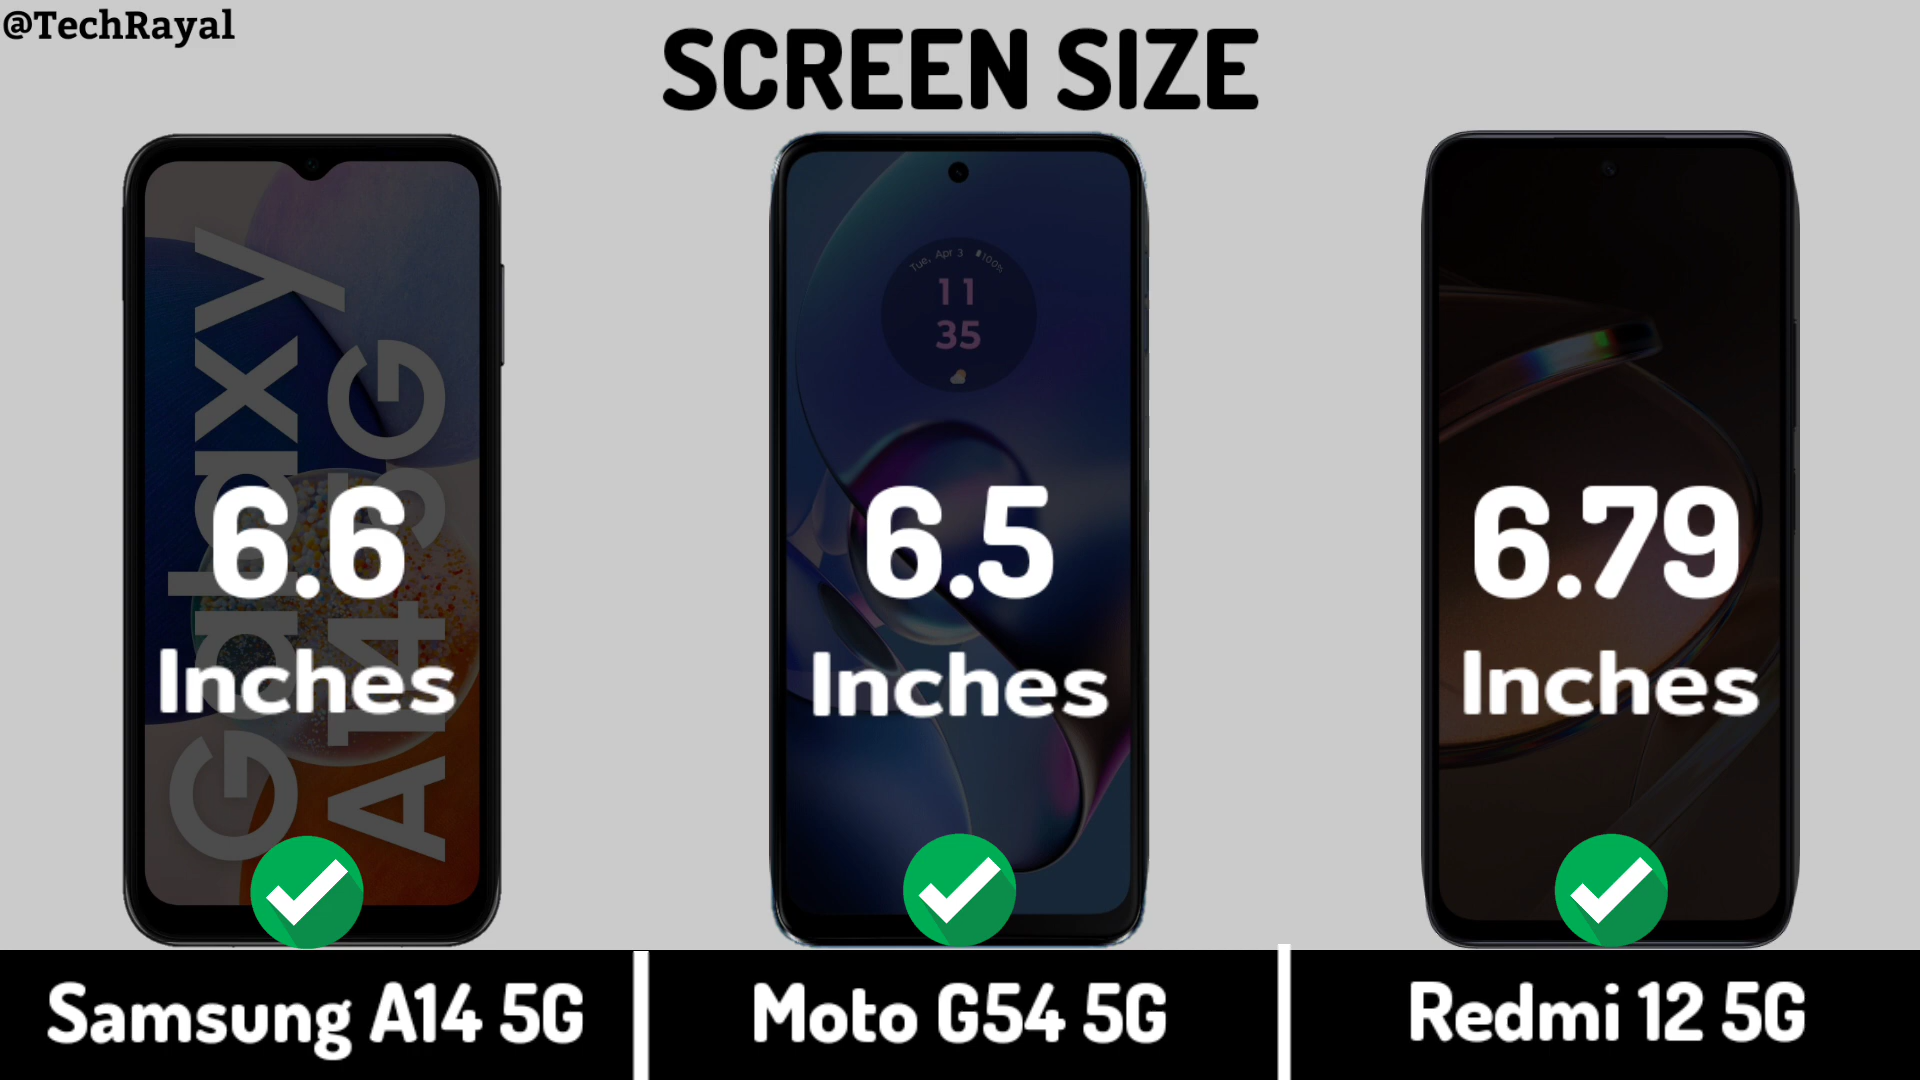 @TechRayal
SCREEN SIZE
Galaxy
A14 5G
6.6
Inches
Tue, Apr 3 100%
11
35
6.5
Inches
6.79
Inches
Samsung A14 5G
Moto G54 5G
Redmi 12 5G